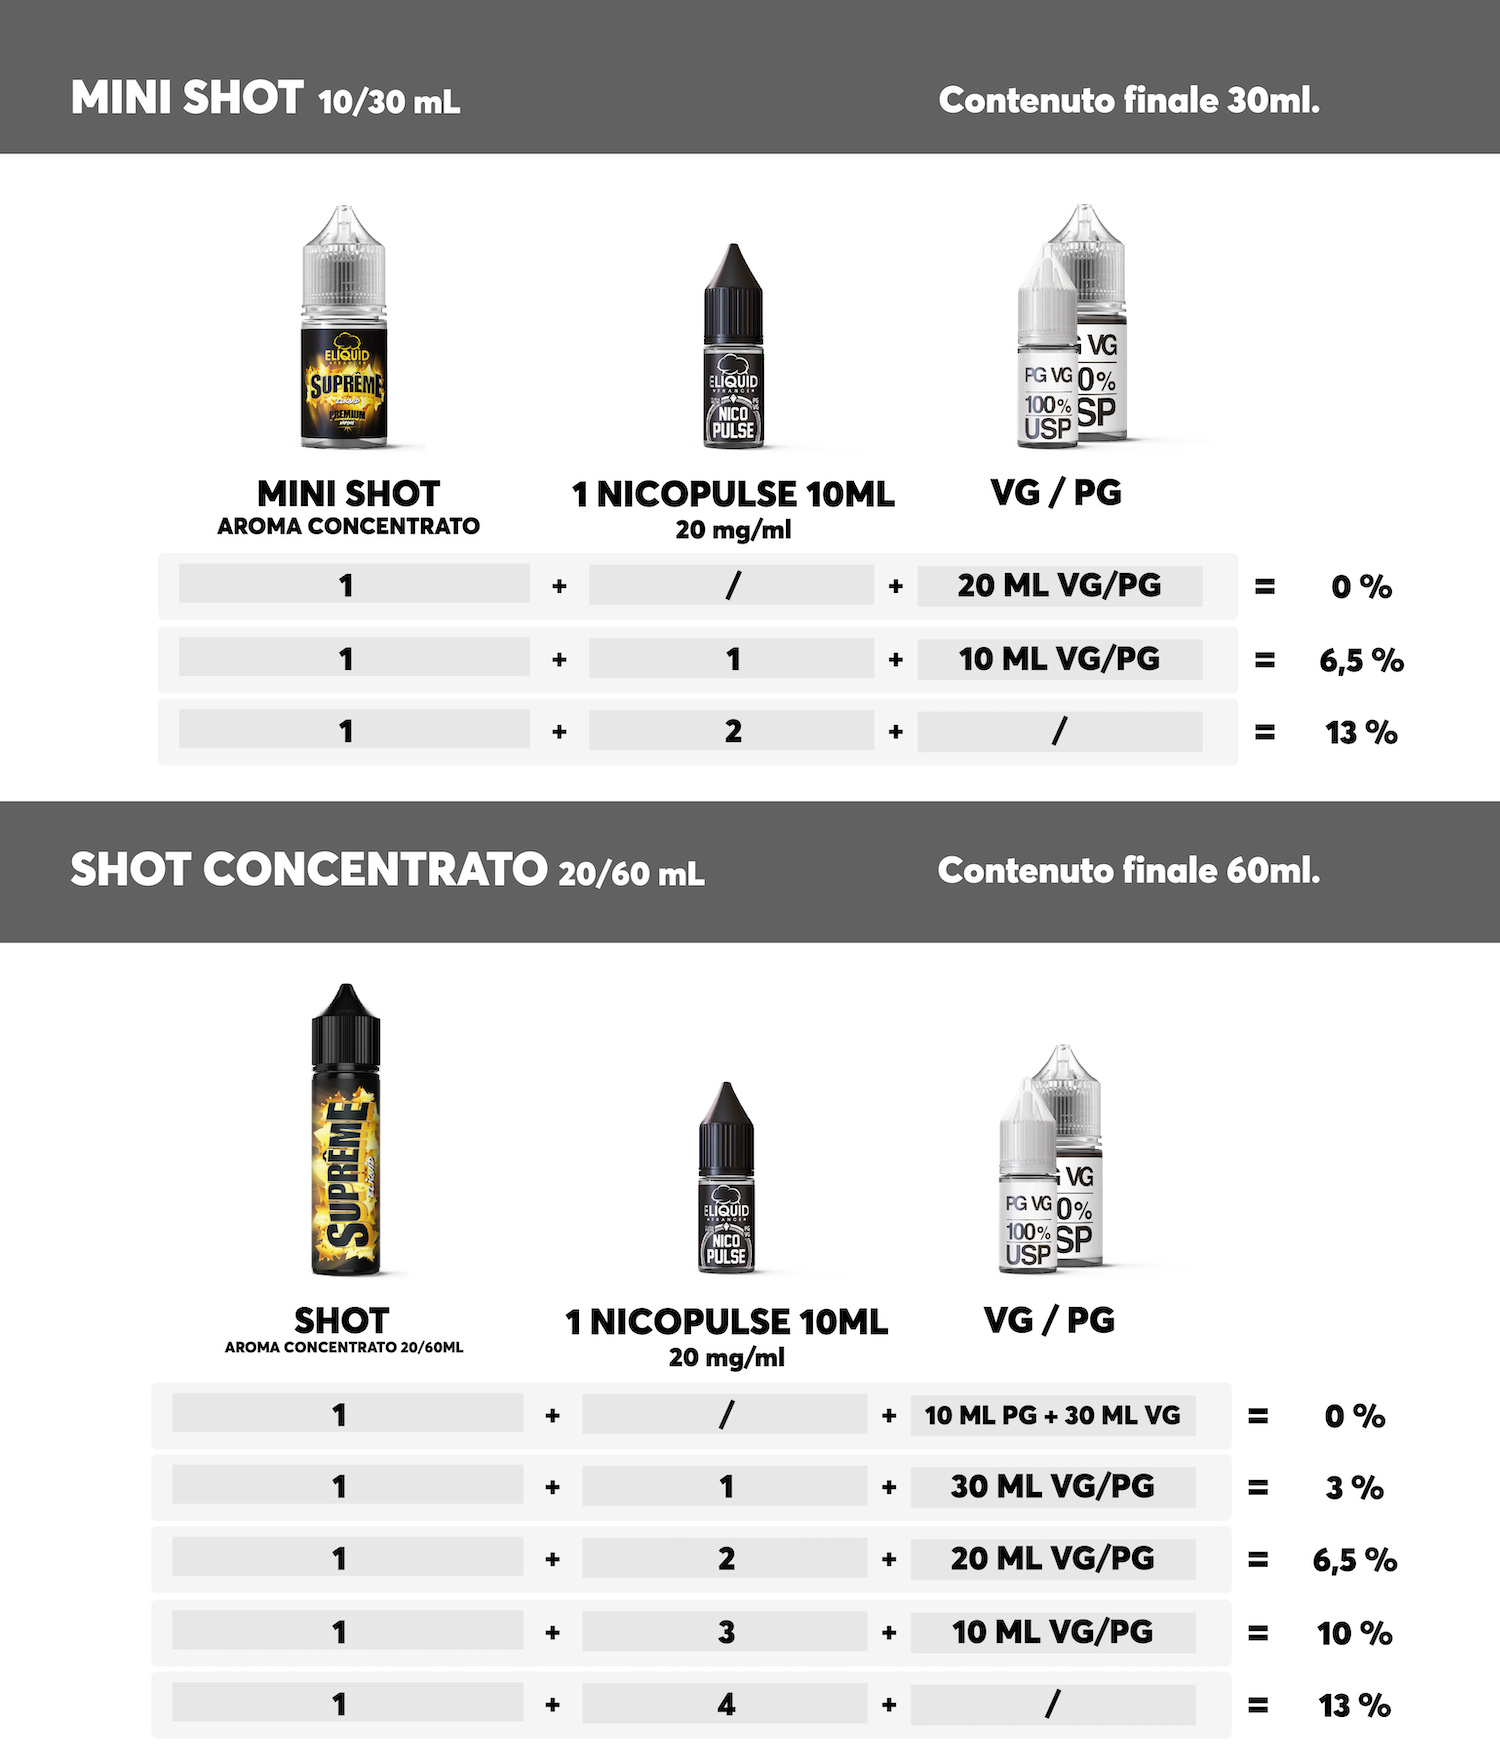 MINI SHOT 10/30 mL
Contenuto finale 30ml.
ELIQUID
FRANCE
SUPRÊME
ELIQUID
PREMIUM
ELIQUID
FRANCE
NICO
PULSE
PG VG
100%
USP
VG
0%
SP
MINI SHOT
AROMA CONCENTRATO
1 NICOPULSE 10ML
20 mg/ml
VG / PG
1 + / + 20 ML VG/PG = 0 %
1 + 1 + 10 ML VG/PG = 6,5 %
1 + 2 + / = 13 %
SHOT CONCENTRATO 20/60 mL
Contenuto finale 60ml.
SUPRÊME
ELIQUID
ELIQUID
FRANCE
NICO
PULSE
PG VG
100%
USP
VG
0%
SP
SHOT
AROMA CONCENTRATO 20/60ML
1 NICOPULSE 10ML
20 mg/ml
VG / PG
1 + / + 10 ML PG + 30 ML VG = 0 %
1 + 1 + 30 ML VG/PG = 3 %
1 + 2 + 20 ML VG/PG = 6,5 %
1 + 3 + 10 ML VG/PG = 10 %
1 + 4 + / = 13 %